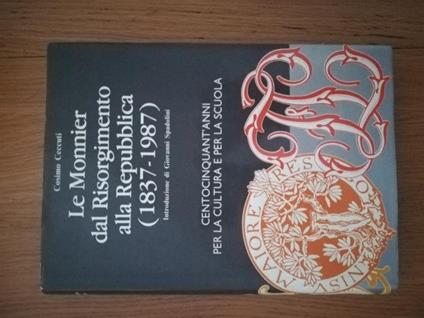 Cosimo Ceccuti
Le Monnier
dal Risorgimento
alla Repubblica
(1837-1987)
Introduzione di Giovanni Spadolini
CENTOCINQUANT'ANNI
PER LA CULTURA E PER LA SCUOLA